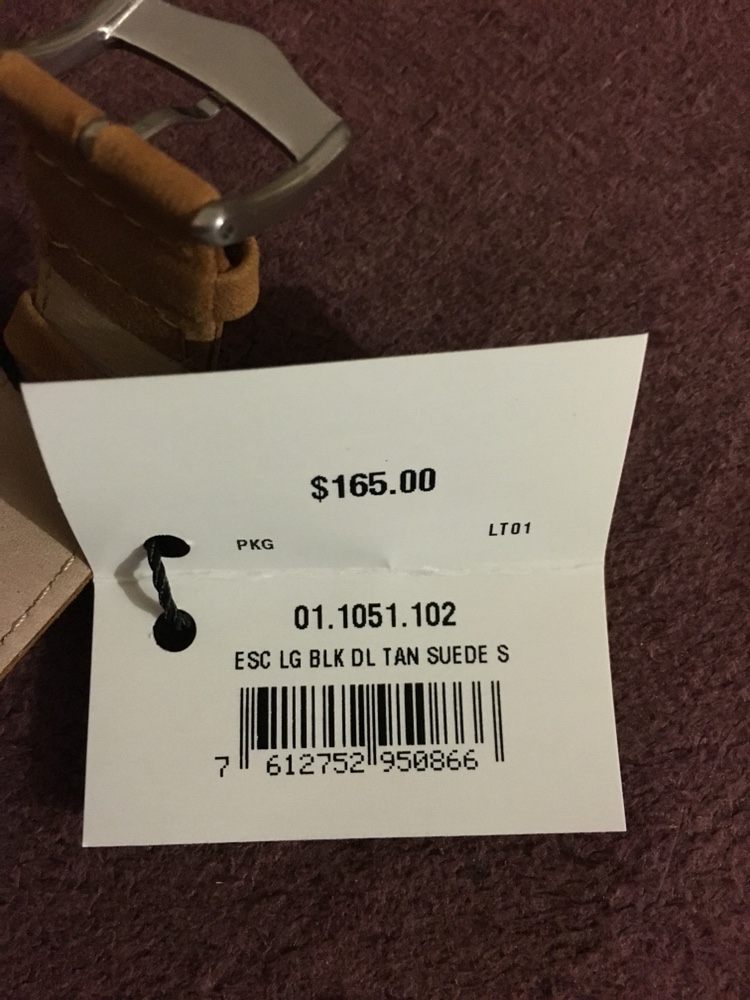 $165.00
PKG LT01
01.1051.102
ESC LG BLK DL TAN SUEDE S
7 612752 950866